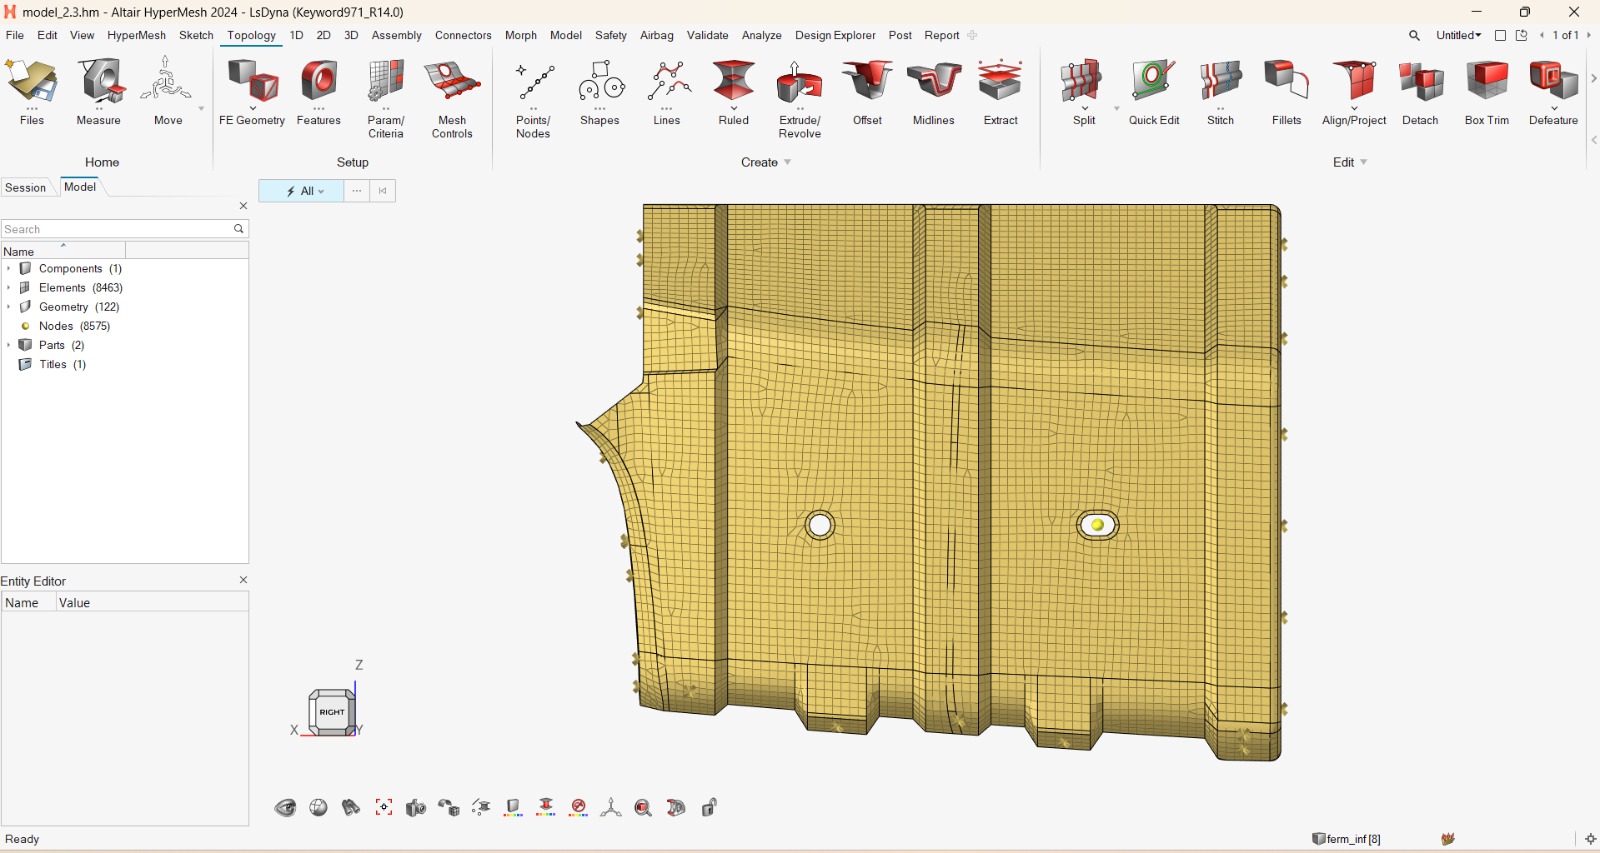 model_2.3.hm - Altair HyperMesh 2024 - LsDyna (Keyword971_R14.0)
File Edit View HyperMesh Sketch Topology 1D 2D 3D Assembly Connectors Morph Model Safety Airbag Validate Analyze Design Explorer Post Report Untitled 1 of 1
Files Measure Move FE Geometry Features Param/ Criteria Mesh Controls Points/ Nodes Shapes Lines Ruled Extrude/ Revolve Offset Midlines Extract Split Quick Edit Stitch Fillets Align/Project Detach Box Trim Defeature
Home Setup Create Edit
Session Model
All
Search
Name
Components (1)
Elements (8463)
Geometry (122)
Nodes (8575)
Parts (2)
Titles (1)
Entity Editor
Name Value
Z
RIGHT
X Y
Ready
ferm_inf [8]